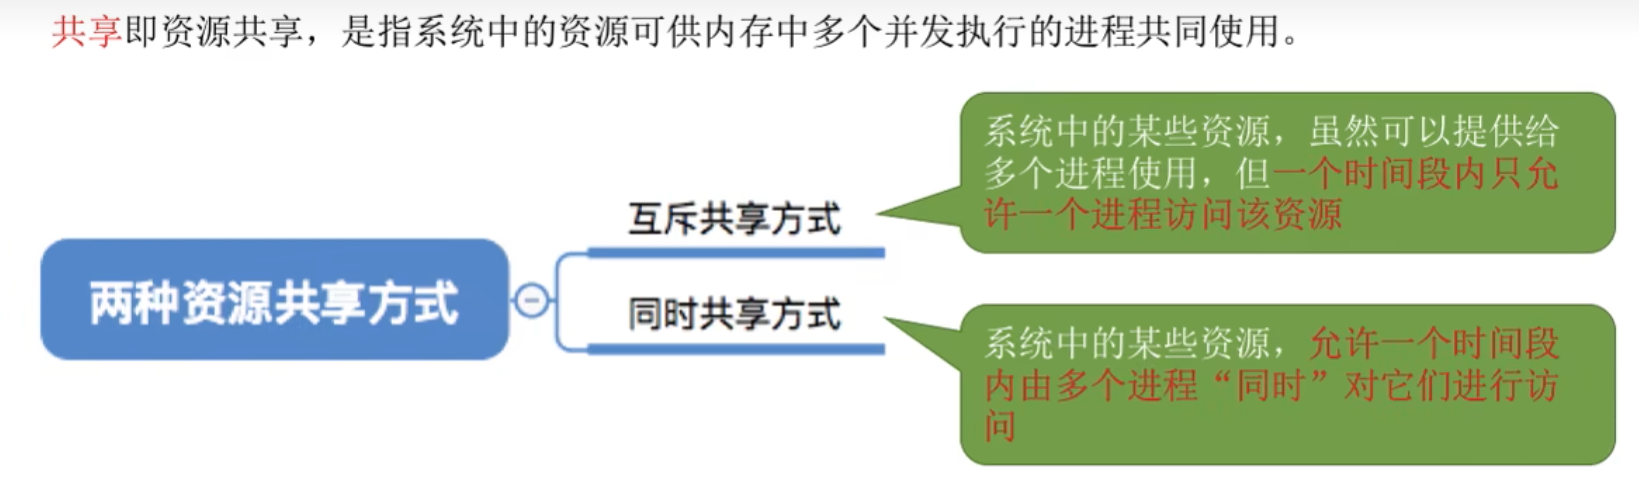 共享即资源共享，是指系统中的资源可供内存中多个并发执行的进程共同使用。
两种资源共享方式
互斥共享方式
系统中的某些资源，虽然可以提供给
多个进程使用，但一个时间段内只允
许一个进程访问该资源
同时共享方式
系统中的某些资源，允许一个时间段
内由多个进程“同时”对它们进行访
问